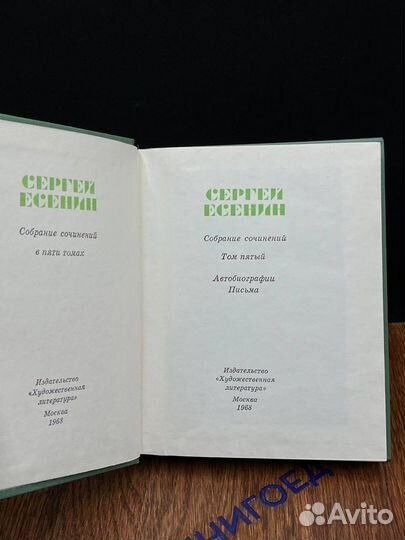 СЕРГЕЙ
ЕСЕНИН
Собрание сочинений
в пяти томах
Издательство
«Художественная
литература»
Москва
1968
СЕРГЕЙ
ЕСЕНИН
Собрание сочинений
Том пятый
Автобиографии
Письма
Издательство
«Художественная
литература»
Москва
1968
КНИГОЕД
Avito